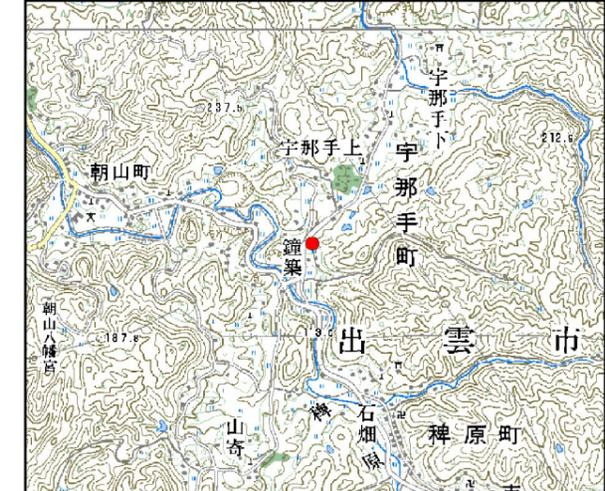 宇那手下
237.5
212.6
宇那手上
宇那手町
朝山町
鐘築
朝山八幡宮
187.8
出雲市
稗原町
石畑
山寄
稗原